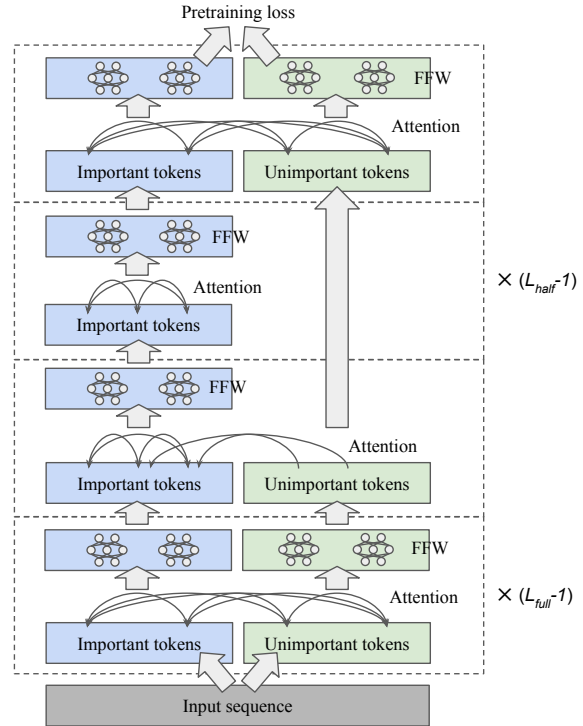 Pretraining loss
FFW
Attention
Important tokens Unimportant tokens
FFW
× (L_half-1)
Attention
Important tokens
FFW
Attention
Important tokens Unimportant tokens
FFW
× (L_full-1)
Attention
Important tokens Unimportant tokens
Input sequence